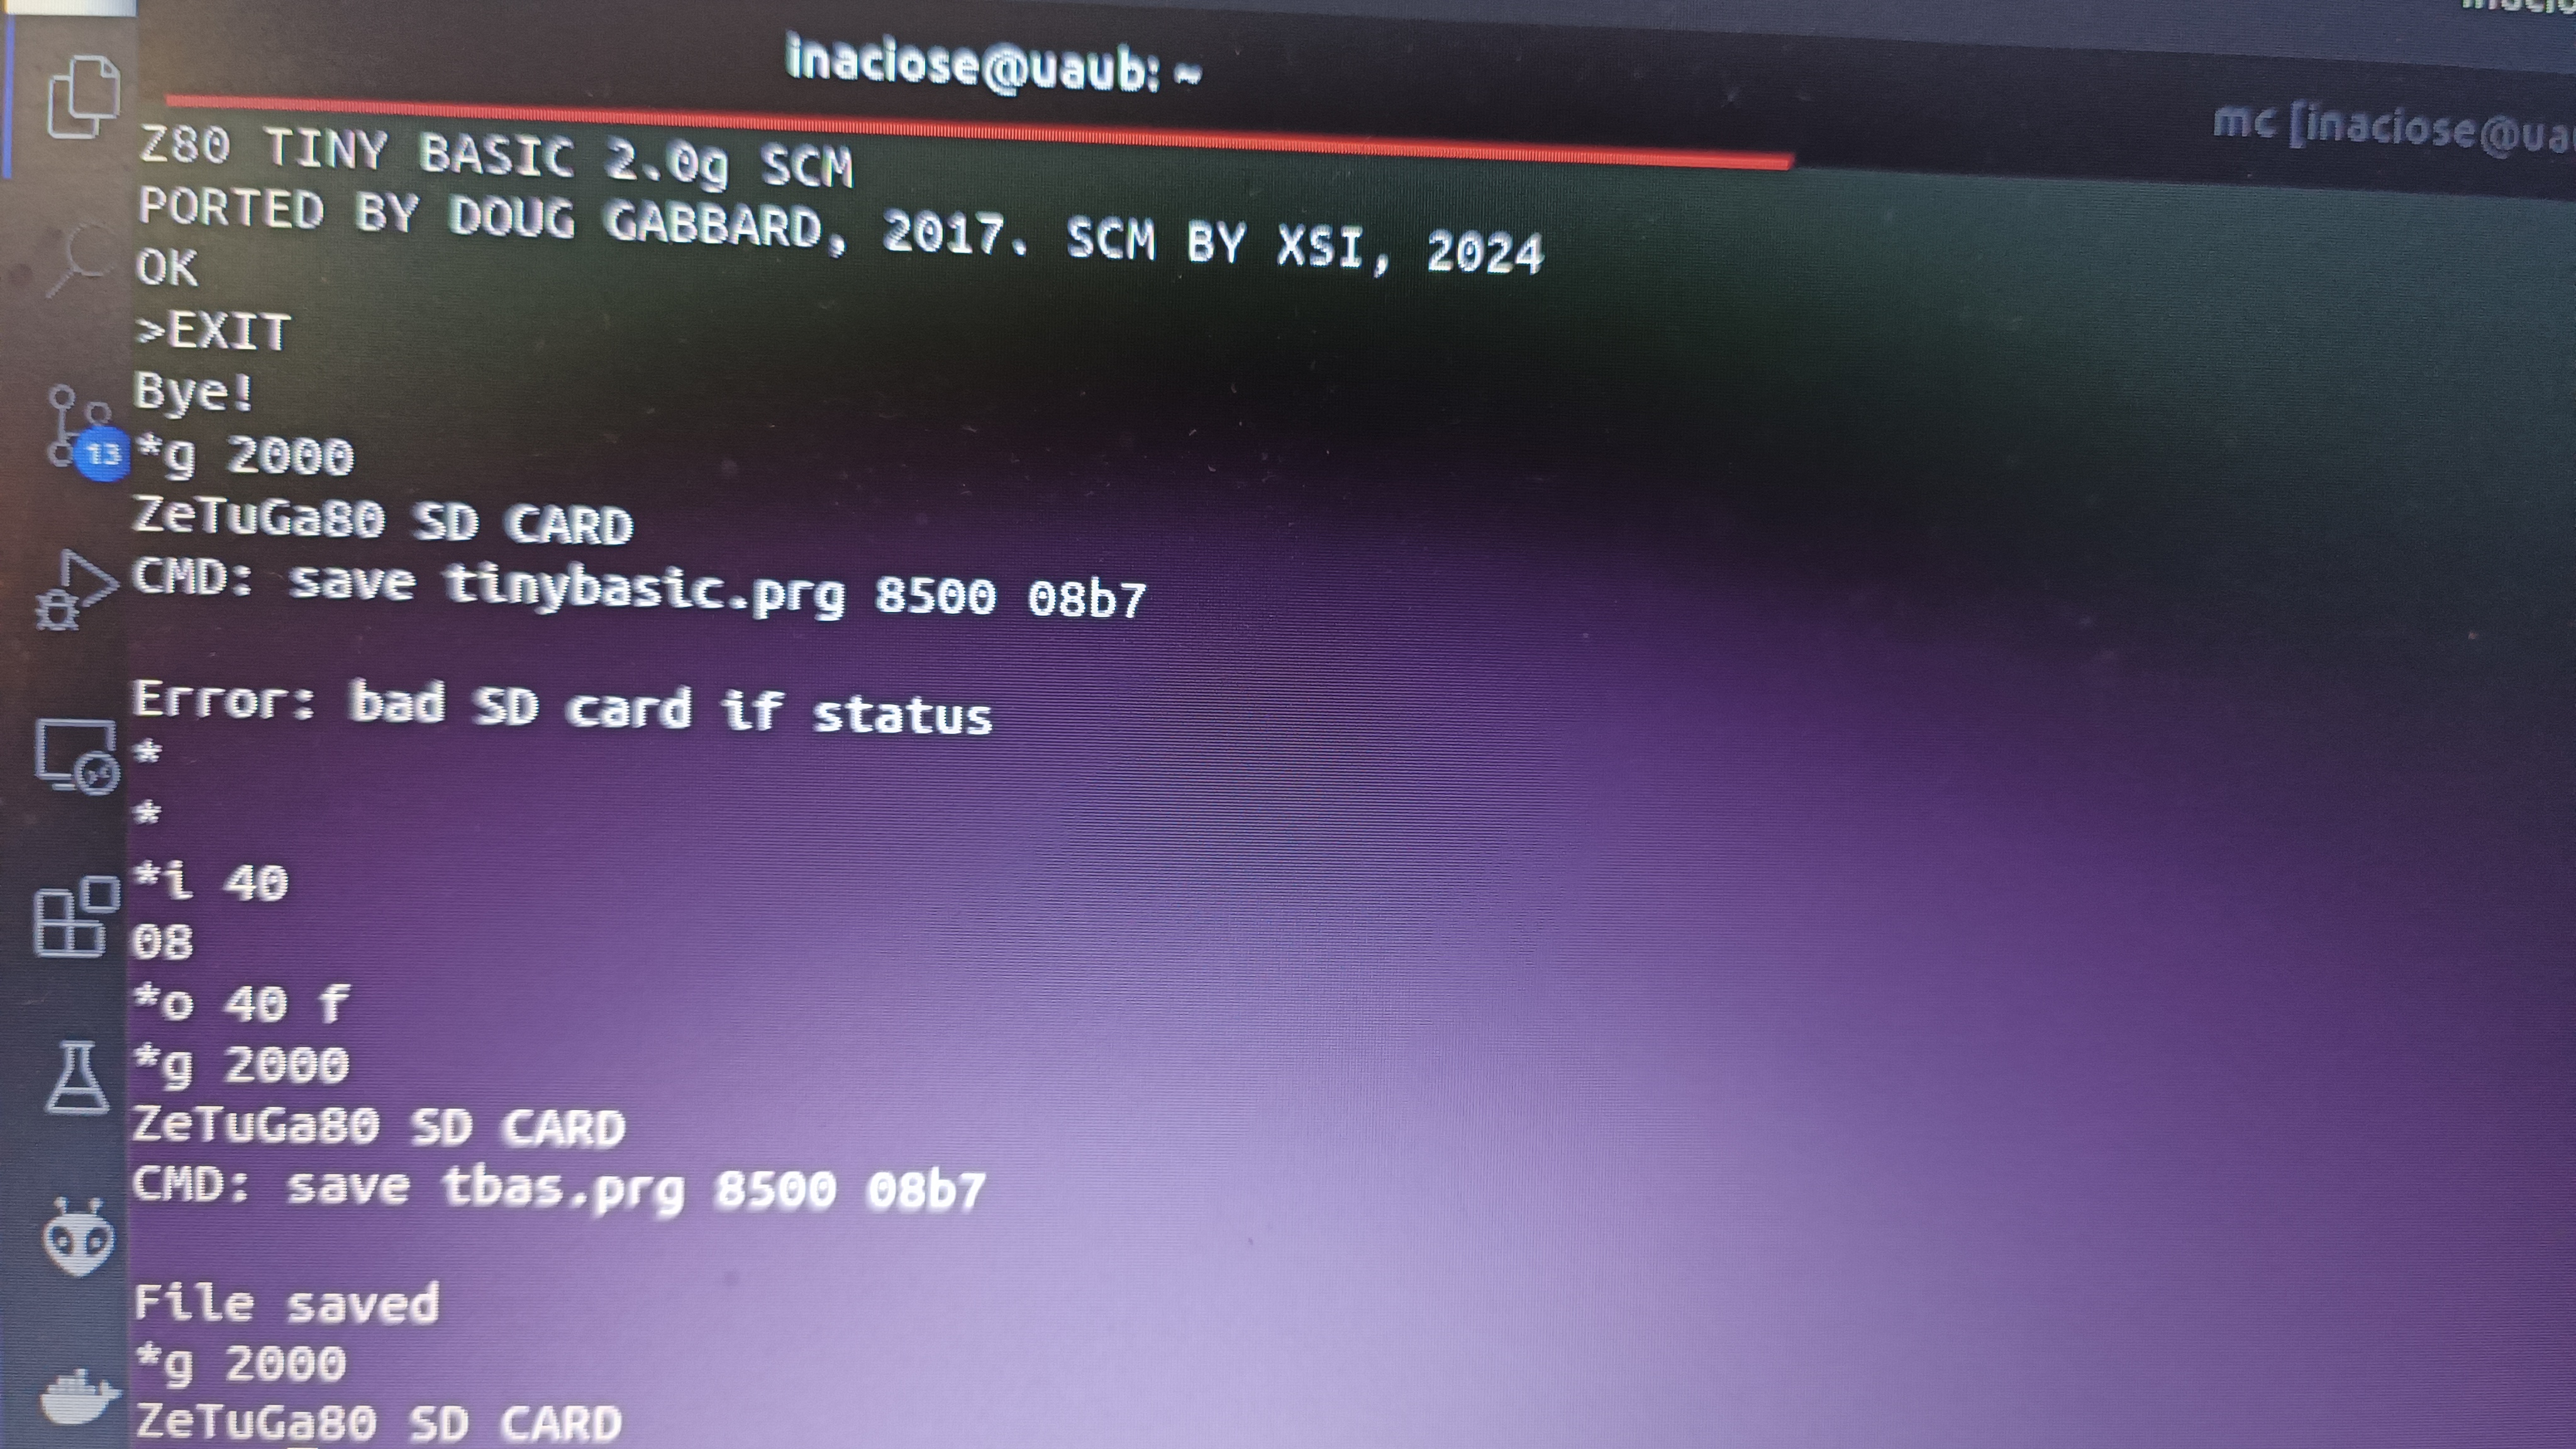 inaciose@uaub: ~
mc [inaciose@ua
Z80 TINY BASIC 2.0g SCM
PORTED BY DOUG GABBARD, 2017. SCM BY XSI, 2024
OK
>EXIT
Bye!
*g 2000
13
ZeTuGa80 SD CARD
CMD: save tinybasic.prg 8500 08b7
Error: bad SD card if status
*
*
*i 40
08
*o 40 f
*g 2000
ZeTuGa80 SD CARD
CMD: save tbas.prg 8500 08b7
File saved
*g 2000
ZeTuGa80 SD CARD